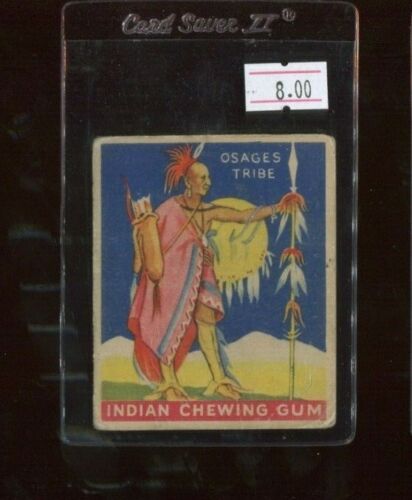 Card Saver II®
8.00
OSAGES
TRIBE
INDIAN CHEWING GUM